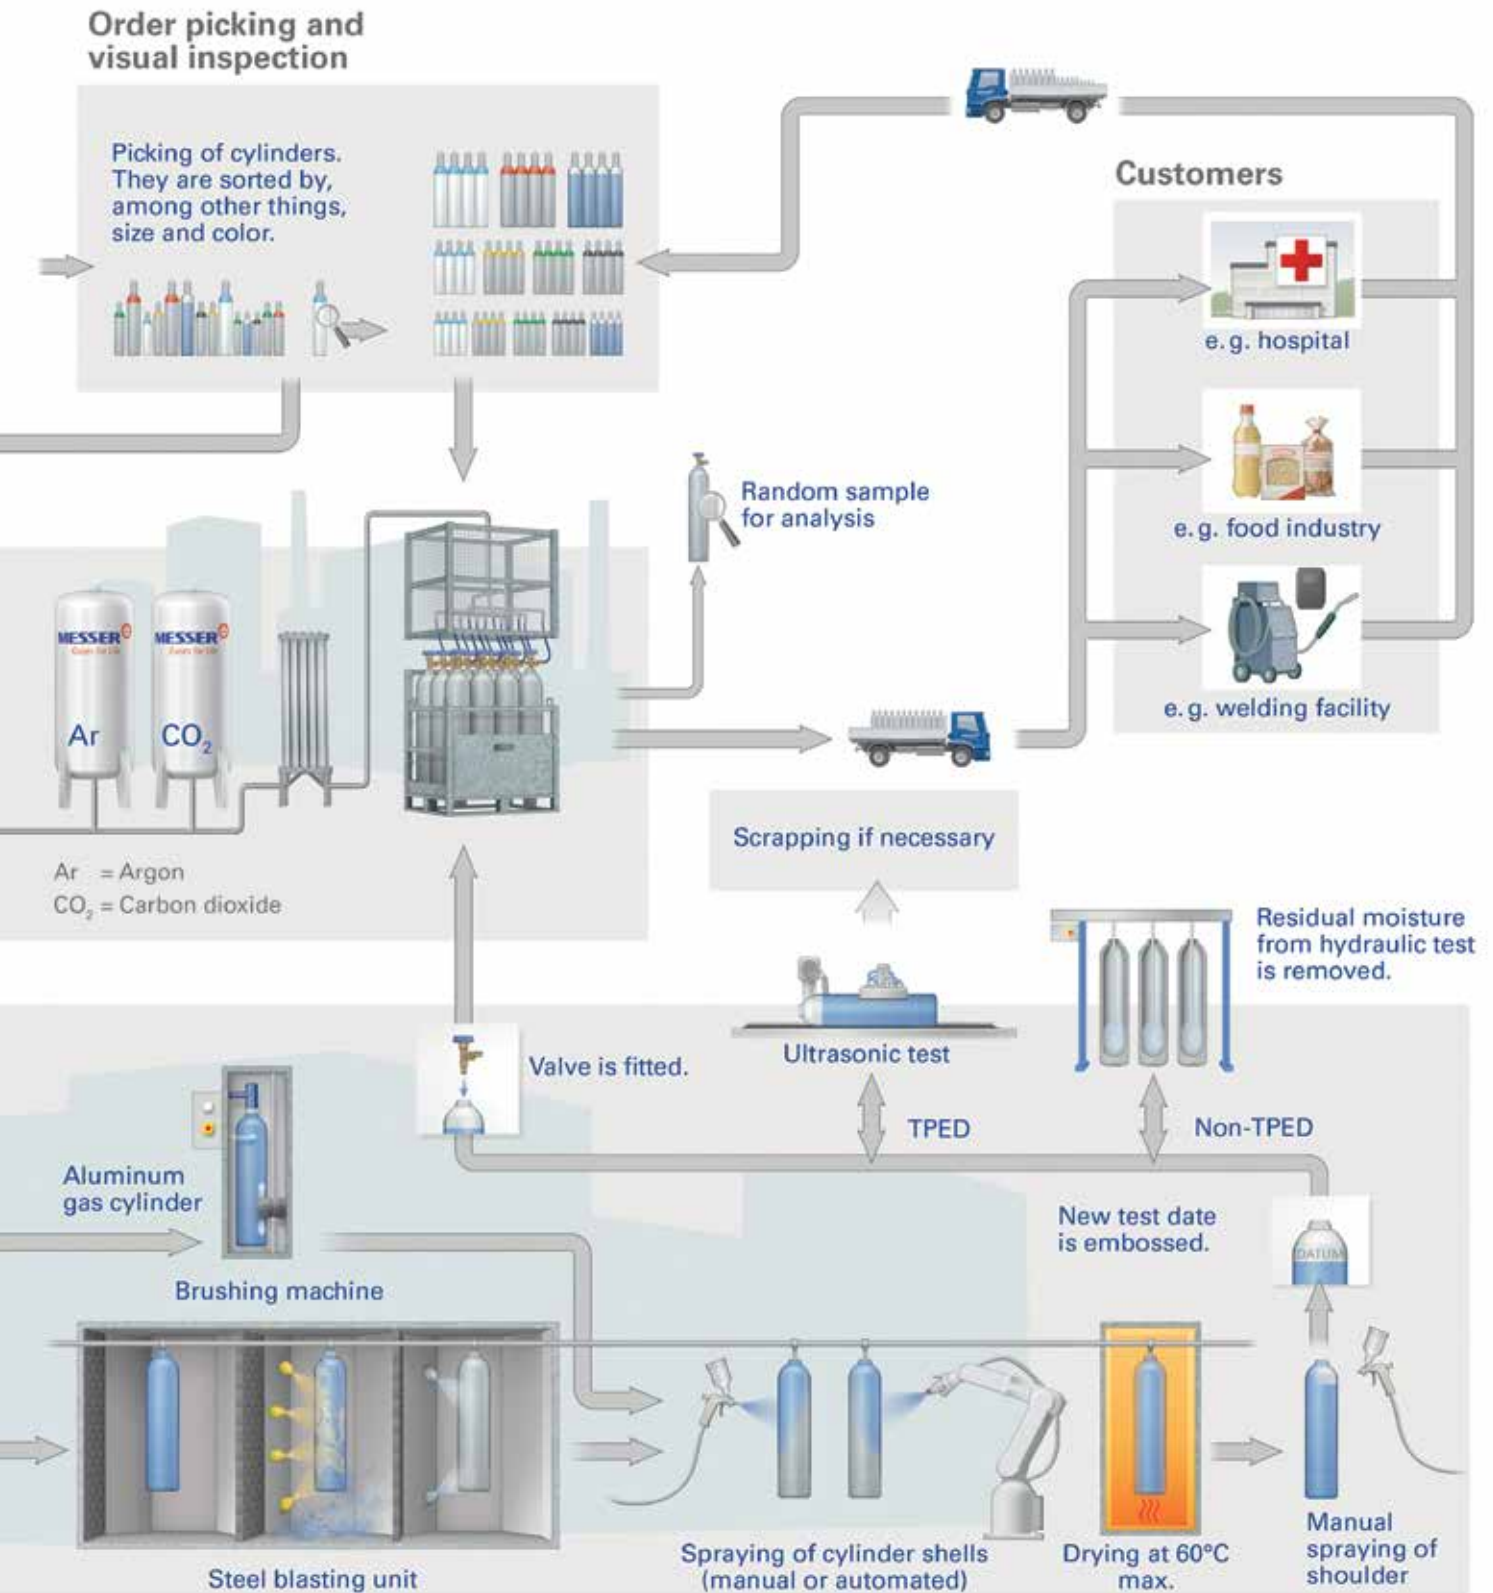 Order picking and
visual inspection
Picking of cylinders.
They are sorted by,
among other things,
size and color.
Customers
e.g. hospital
e.g. food industry
e.g. welding facility
Random sample
for analysis
MESSER
MESSER
Ar
CO₂
Ar = Argon
CO₂ = Carbon dioxide
Scrapping if necessary
Residual moisture
from hydraulic test
is removed.
Ultrasonic test
Valve is fitted.
TPED
Non-TPED
Aluminum
gas cylinder
New test date
is embossed.
DATUM
Brushing machine
Steel blasting unit
Spraying of cylinder shells
(manual or automated)
Drying at 60°C
max.
Manual
spraying of
shoulder